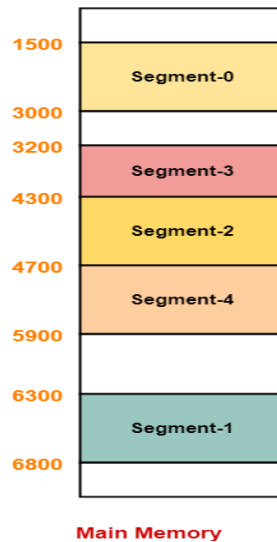 1500
Segment-0
3000
3200
Segment-3
4300
Segment-2
4700
Segment-4
5900
6300
Segment-1
6800
Main Memory